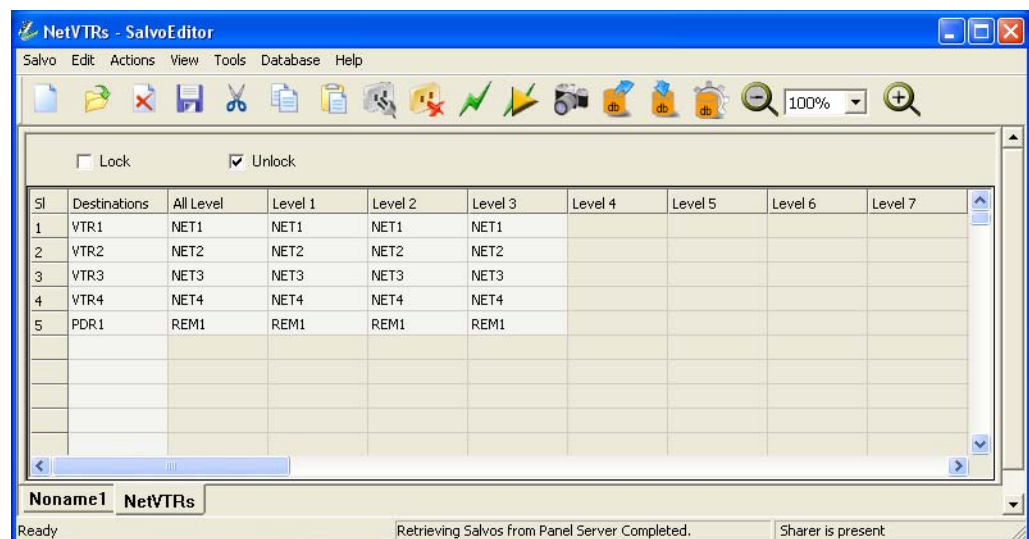 NetVTRs - SalvoEditor
Salvo Edit Actions View Tools Database Help
db db db 100%
Lock Unlock
Sl Destinations All Level Level 1 Level 2 Level 3 Level 4 Level 5 Level 6 Level 7
1 VTR1 NET1 NET1 NET1 NET1
2 VTR2 NET2 NET2 NET2 NET2
3 VTR3 NET3 NET3 NET3 NET3
4 VTR4 NET4 NET4 NET4 NET4
5 PDR1 REM1 REM1 REM1 REM1
Noname1 NetVTRs
Ready Retrieving Salvos from Panel Server Completed. Sharer is present